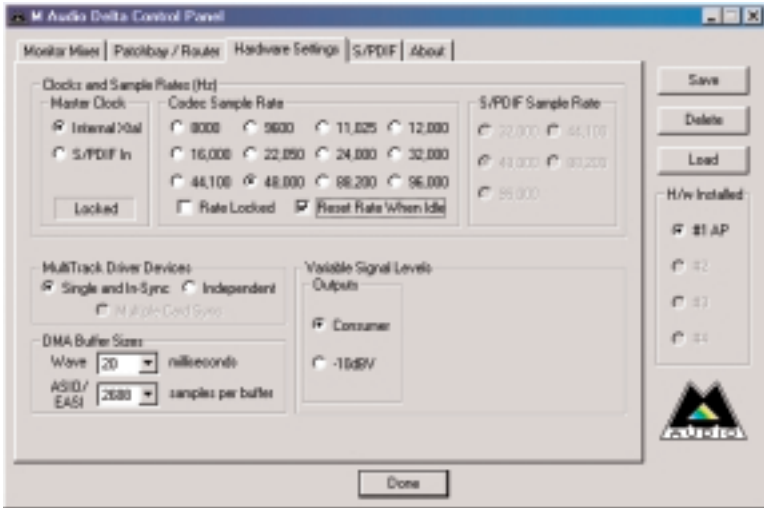 M Audio Delta Control Panel
Monitor Mixer Patchbay / Router Hardware Settings S/PDIF About
Clocks and Sample Rates (Hz)
Master Clock
Internal Xtal
S/PDIF In
Locked
Codec Sample Rate
8000 9600 11,025 12,000
16,000 22,050 24,000 32,000
44,100 48,000 88,200 96,000
Rate Locked Reset Rate When Idle
S/PDIF Sample Rate
32,000 44,100
48,000 88,200
96,000
MultiTrack Driver Devices
Single and In-Sync Independent
Multiple Card Sync
DMA Buffer Sizes
Wave 20 milliseconds
ASIO/
EASI
samples per buffer
Variable Signal Levels
Outputs
Consumer
-10dBV
Save
Delete
Load
H/w Installed
#1 AP
#2
#3
#4
M
AUDIO
Done